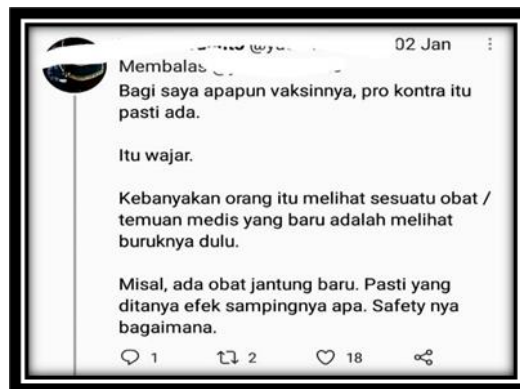 02 Jan
Membalas
Bagi saya apapun vaksinnya, pro kontra itu
pasti ada.
Itu wajar.
Kebanyakan orang itu melihat sesuatu obat /
temuan medis yang baru adalah melihat
buruknya dulu.
Misal, ada obat jantung baru. Pasti yang
ditanya efek sampingnya apa. Safety nya
bagaimana.
1 2 18